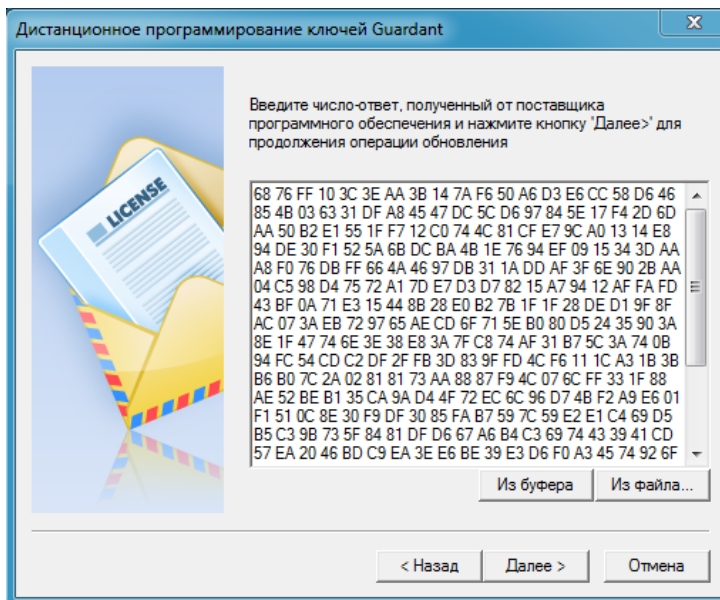 Дистанционное программирование ключей Guardant
LICENSE
Введите число-ответ, полученный от поставщика
программного обеспечения и нажмите кнопку 'Далее>' для
продолжения операции обновления
68 76 FF 10 3C 3E AA 3B 14 7A F6 50 A6 D3 E6 CC 58 D6 46
85 4B 03 63 31 DF A8 45 47 DC 5C D6 97 84 5E 17 F4 2D 6D
AA 50 B2 E1 55 1F F7 12 C0 74 4C 81 CF E7 9C A0 13 14 E8
94 DE 30 F1 52 5A 6B DC BA 4B 1E 76 94 EF 09 15 34 3D AA
A8 F0 76 DB FF 66 4A 46 97 DB 31 1A DD AF 3F 6E 90 2B AA
04 C5 98 D4 75 72 A1 7D E7 D3 D7 82 15 A7 94 12 AF FA FD
43 BF 0A 71 E3 15 44 8B 28 E0 B2 7B 1F 1F 28 DE D1 9F 8F
AC 07 3A EB 72 97 65 AE CD 6F 71 5E B0 80 D5 24 35 90 3A
8E 1F 47 74 6E 3E 38 E8 3A 7F C8 74 AF 31 B7 5C 3A 74 0B
94 FC 54 CD C2 DF 2F FB 3D 83 9F FD 4C F6 11 1C A3 1B 3B
B6 B0 7C 2A 02 81 81 73 AA 88 87 F9 4C 07 6C FF 33 1F 88
AE 52 BE B1 35 CA 9A D4 4F 72 EC 6C 96 D7 4B F2 A9 E6 01
F1 51 0C 8E 30 F9 DF 30 85 FA B7 59 7C 59 E2 E1 C4 69 D5
B5 C3 9B 73 5F 84 81 DF D6 67 A6 B4 C3 69 74 43 39 41 CD
57 EA 20 46 BD C9 EA 3E E6 BE 39 E3 D6 F0 A3 45 74 92 6F
Из буфера
Из файла...
< Назад
Далее >
Отмена